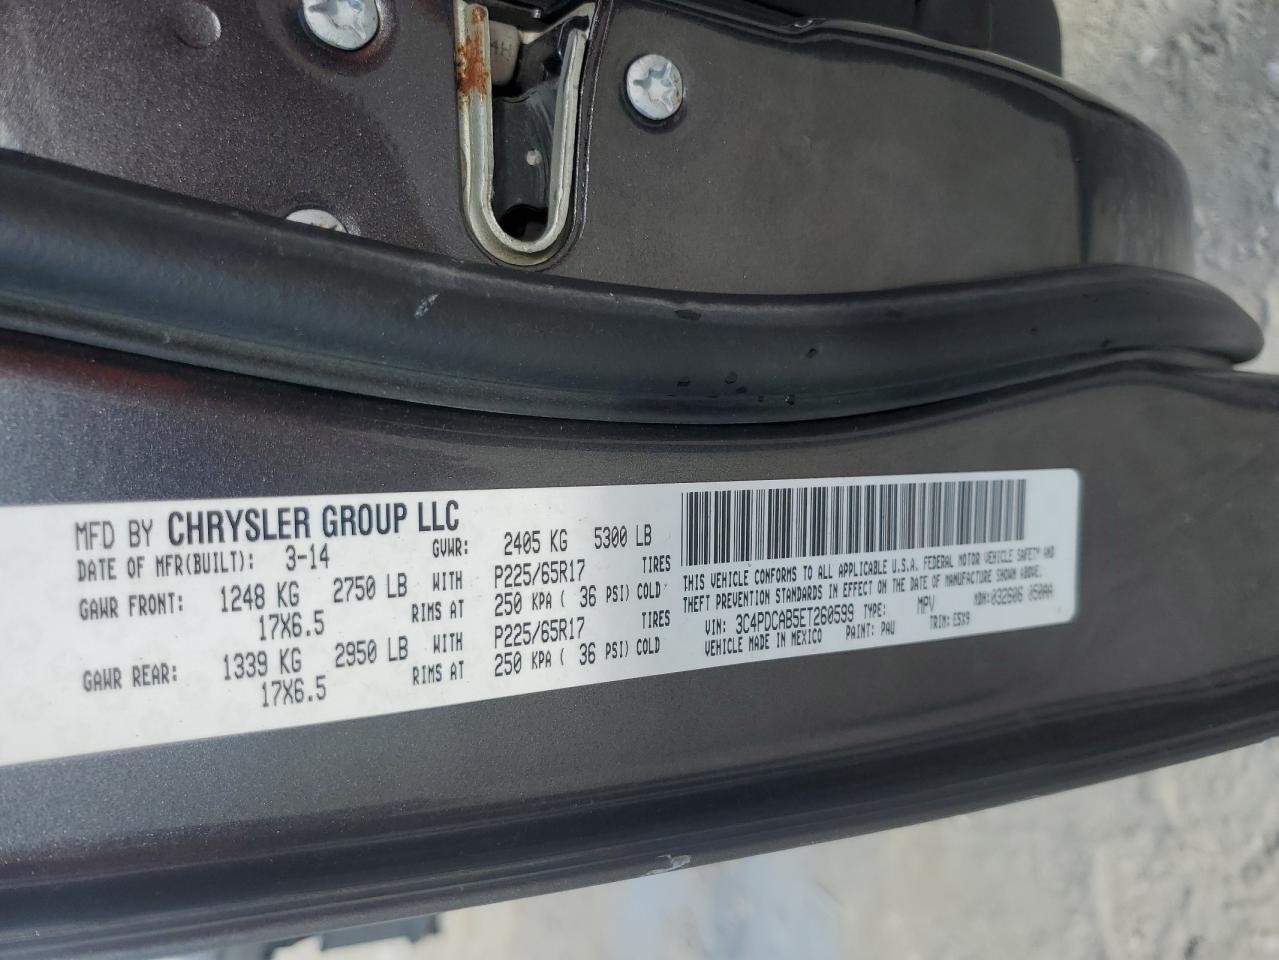 4H
MFD BY CHRYSLER GROUP LLC
DATE OF MFR(BUILT): 3-14 GVWR: 2405 KG 5300 LB
GAWR FRONT: 1248 KG 2750 LB WITH P225/65R17 TIRES
17X6.5 RIMS AT 250 KPA ( 36 PSI) COLD
GAWR REAR: 1339 KG 2950 LB WITH P225/65R17 TIRES
17X6.5 RIMS AT 250 KPA ( 36 PSI) COLD
THIS VEHICLE CONFORMS TO ALL APPLICABLE U.S.A. FEDERAL MOTOR VEHICLE SAFETY AND
THEFT PREVENTION STANDARDS IN EFFECT ON THE DATE OF MANUFACTURE SHOWN ABOVE.
VIN: 3C4PDCAB5ET260599 TYPE: MPV MDH: 032606 050AA
VEHICLE MADE IN MEXICO PAINT: PAU TRIM: E5X9